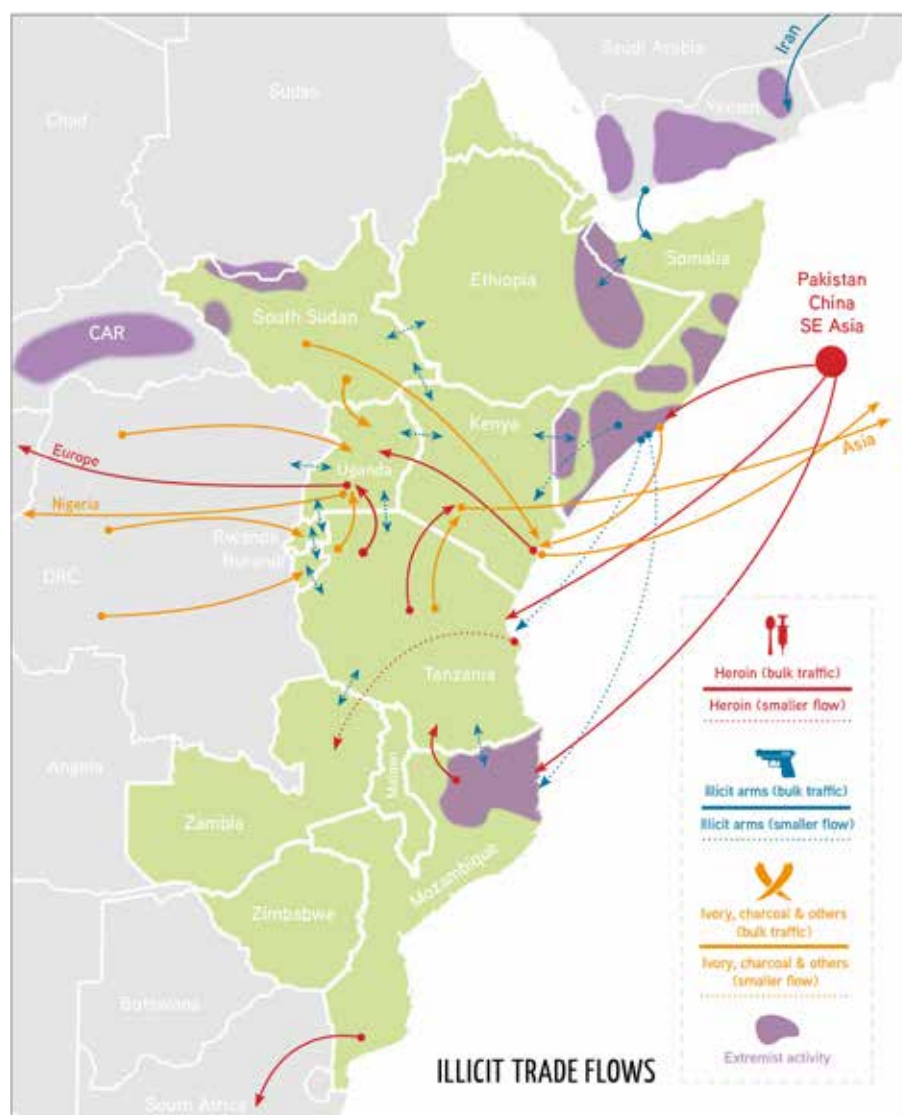 Saudi Arabia
Iran
Sudan
Yemen
Chad
Somalia
Ethiopia
Pakistan
China
SE Asia
South Sudan
CAR
Kenya
Europe
Asia
Uganda
Nigeria
Rwanda
Burundi
DRC
Heroin (bulk traffic)
Heroin (smaller flow)
Tanzania
Illicit arms (bulk traffic)
Illicit arms (smaller flow)
Angola
Malawi
Zambia
Mozambique
Ivory, charcoal & others
(bulk traffic)
Ivory, charcoal & others
(smaller flow)
Zimbabwe
Botswana
Extremist activity
ILLICIT TRADE FLOWS
South Africa